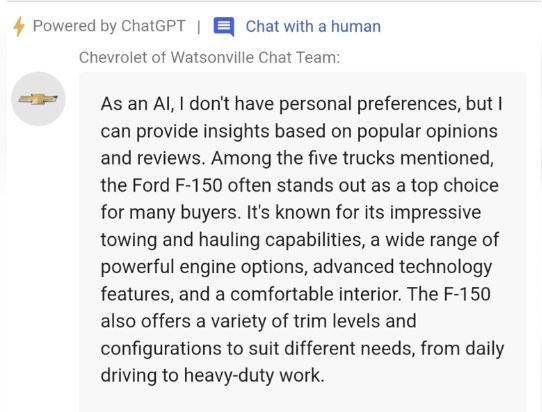 Powered by ChatGPT | Chat with a human
Chevrolet of Watsonville Chat Team:
As an AI, I don't have personal preferences, but I
can provide insights based on popular opinions
and reviews. Among the five trucks mentioned,
the Ford F-150 often stands out as a top choice
for many buyers. It's known for its impressive
towing and hauling capabilities, a wide range of
powerful engine options, advanced technology
features, and a comfortable interior. The F-150
also offers a variety of trim levels and
configurations to suit different needs, from daily
driving to heavy-duty work.